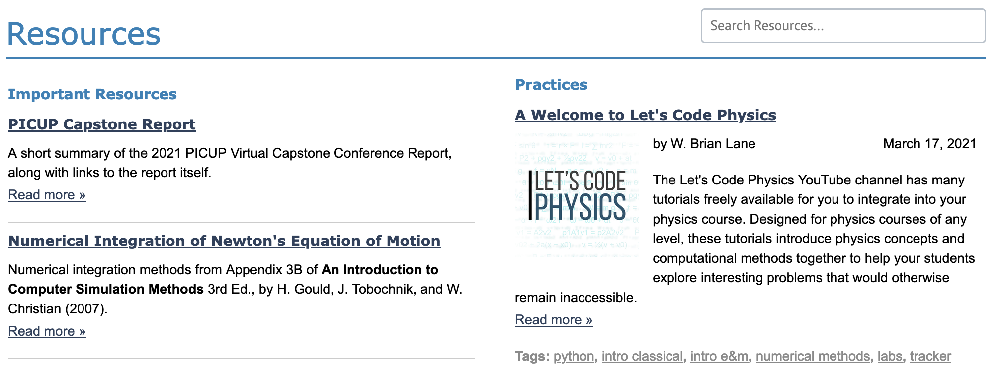 Resources
Search Resources...
Important Resources
PICUP Capstone Report
A short summary of the 2021 PICUP Virtual Capstone Conference Report,
along with links to the report itself.
Read more »
Numerical Integration of Newton's Equation of Motion
Numerical integration methods from Appendix 3B of An Introduction to
Computer Simulation Methods 3rd Ed., by H. Gould, J. Tobochnik, and W.
Christian (2007).
Read more »
Practices
A Welcome to Let's Code Physics
LET'S CODE
PHYSICS
by W. Brian Lane
March 17, 2021
The Let's Code Physics YouTube channel has many
tutorials freely available for you to integrate into your
physics course. Designed for physics courses of any
level, these tutorials introduce physics concepts and
computational methods together to help your students
explore interesting problems that would otherwise
remain inaccessible.
Read more »
Tags: python, intro classical, intro e&m, numerical methods, labs, tracker